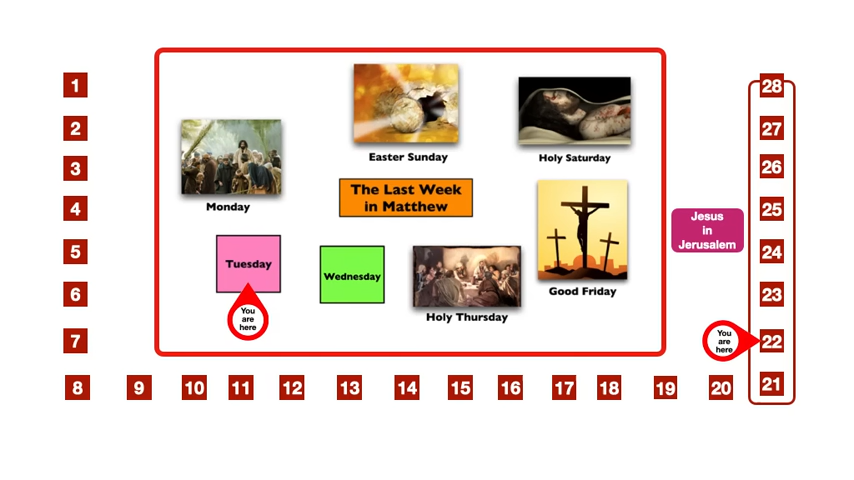 1
28
2
27
Easter Sunday
Holy Saturday
3
26
The Last Week
in Matthew
Monday
4
25
Jesus
in
Jerusalem
5
24
Tuesday
Wednesday
6
23
Good Friday
You
are
here
Holy Thursday
7
You
are
here
22
8
9
10
11
12
13
14
15
16
17
18
19
20
21